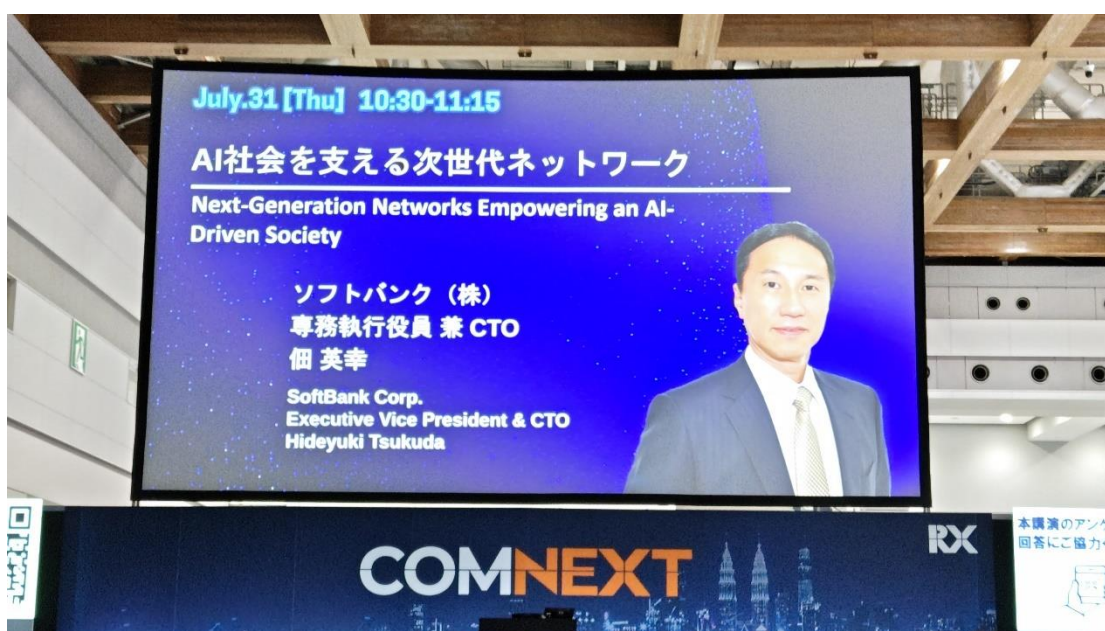 July.31 [Thu] 10:30-11:15
AI社会を支える次世代ネットワーク
Next-Generation Networks Empowering an AI-
Driven Society
ソフトバンク（株）
専務執行役員 兼 CTO
佃 英幸
SoftBank Corp.
Executive Vice President & CTO
Hideyuki Tsukuda
COMNEXT
RX
本講演のアンケ
回答にご協力